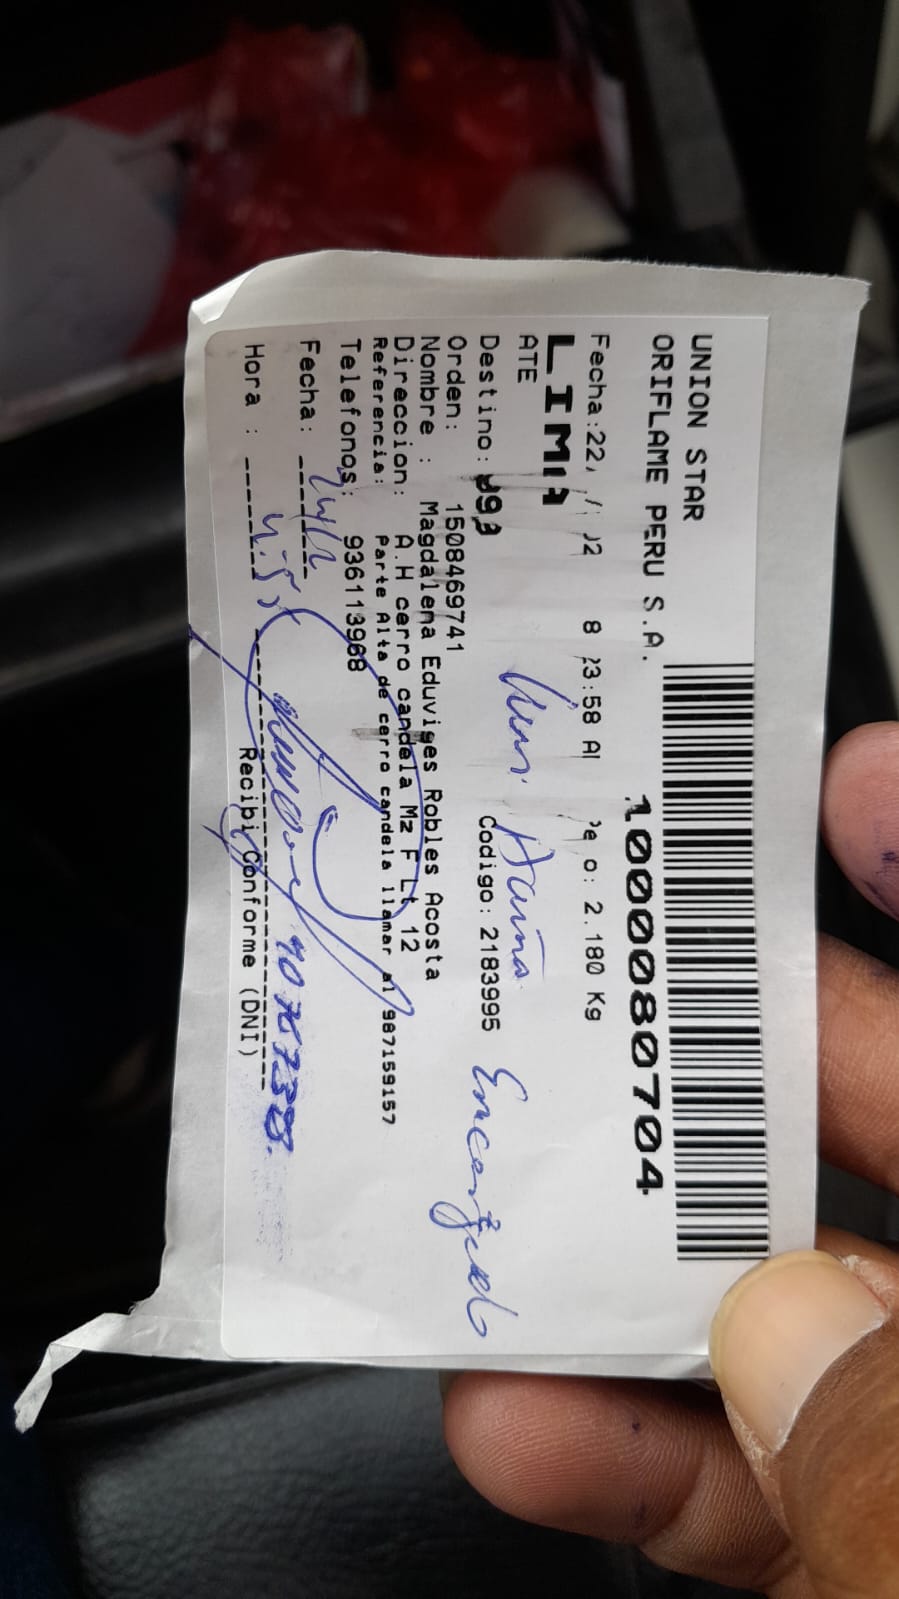 UNION STAR
ORIFLAME PERU S.A.
1000080704
Fecha:22/ 8 23:58 o: 2.180 Kg
LIMA
ATE
Destino: Codigo: 2183995 Encargado
Orden: 1508469741
Nombre : Magdalena Eduviges Robles Acosta
Direccion: A.H cerro candela Mz F Lt 12
Referencia: Parte Alta de cerro candela llamar al 987159157
Telefonos: 936113968
Fecha:
Hora :
Recibi Conforme (DNI)